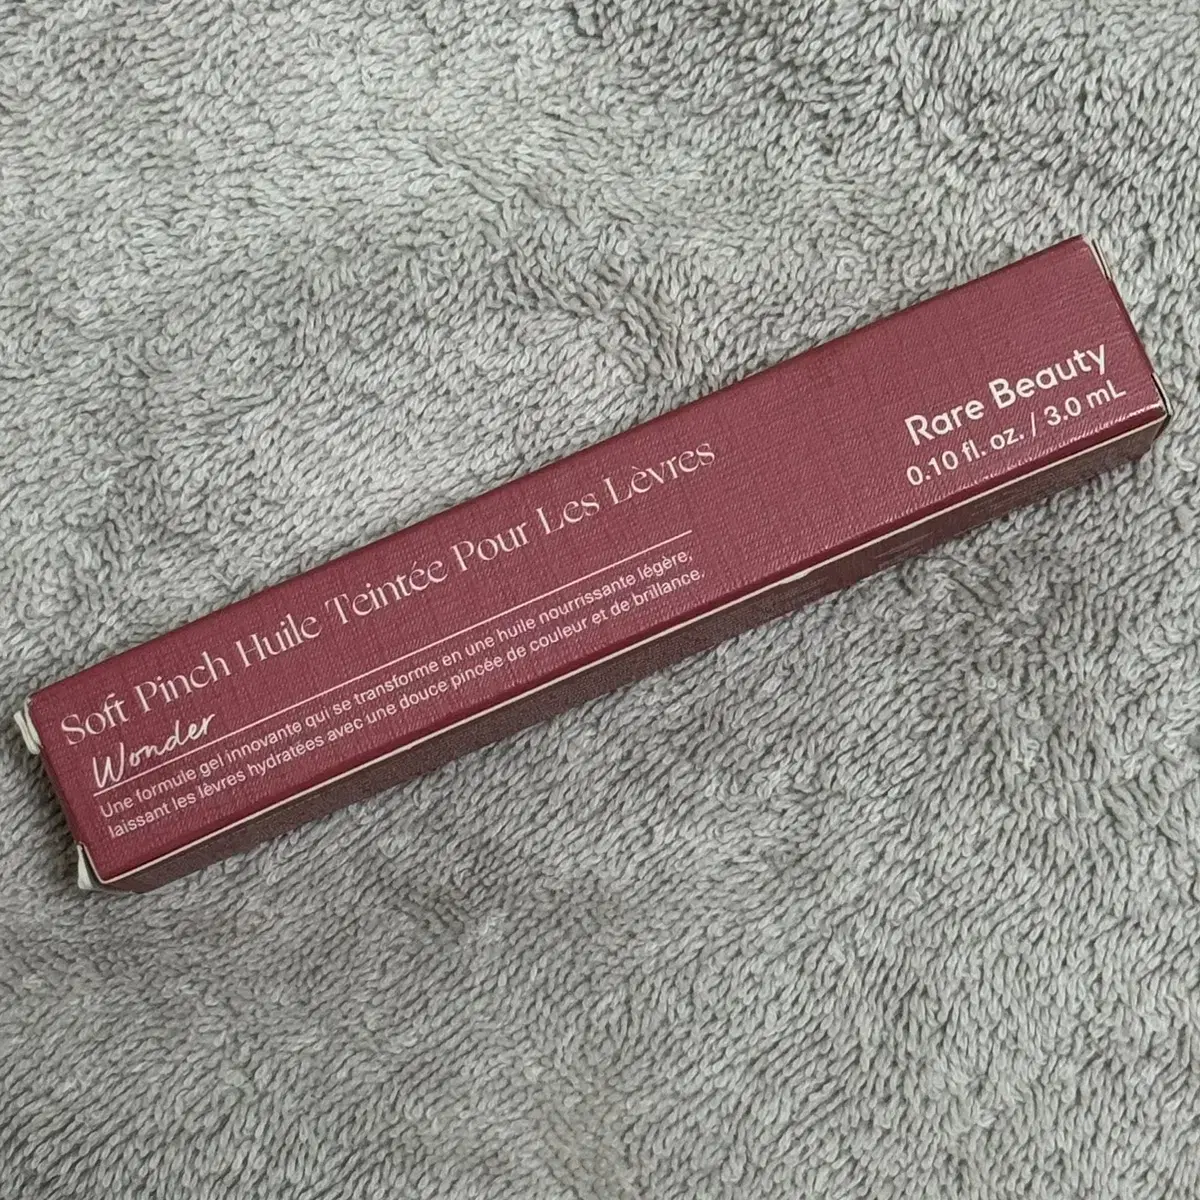 Soft Pinch Huile Teintée Pour Les Lèvres
Wonder
Une formule gel innovante qui se transforme en une huile nourrissante légère,
laissant les lèvres hydratées avec une douce pincée de couleur et de brillance.
Rare Beauty
0.10 fl. oz. / 3.0 mL